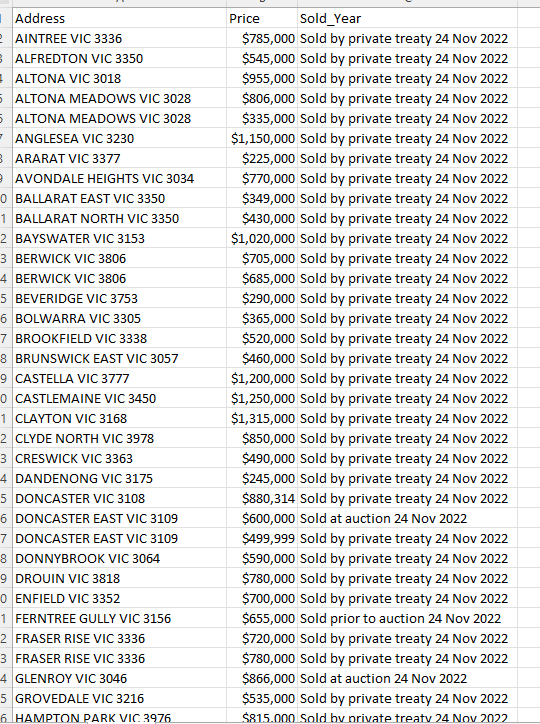 Address Price Sold_Year
AINTREE VIC 3336 $785,000 Sold by private treaty 24 Nov 2022
ALFREDTON VIC 3350 $545,000 Sold by private treaty 24 Nov 2022
ALTONA VIC 3018 $955,000 Sold by private treaty 24 Nov 2022
ALTONA MEADOWS VIC 3028 $806,000 Sold by private treaty 24 Nov 2022
ALTONA MEADOWS VIC 3028 $335,000 Sold by private treaty 24 Nov 2022
ANGLESEA VIC 3230 $1,150,000 Sold by private treaty 24 Nov 2022
ARARAT VIC 3377 $225,000 Sold by private treaty 24 Nov 2022
AVONDALE HEIGHTS VIC 3034 $770,000 Sold by private treaty 24 Nov 2022
BALLARAT EAST VIC 3350 $349,000 Sold by private treaty 24 Nov 2022
BALLARAT NORTH VIC 3350 $430,000 Sold by private treaty 24 Nov 2022
BAYSWATER VIC 3153 $1,020,000 Sold by private treaty 24 Nov 2022
BERWICK VIC 3806 $705,000 Sold by private treaty 24 Nov 2022
BERWICK VIC 3806 $685,000 Sold by private treaty 24 Nov 2022
BEVERIDGE VIC 3753 $290,000 Sold by private treaty 24 Nov 2022
BOLWARRA VIC 3305 $365,000 Sold by private treaty 24 Nov 2022
BROOKFIELD VIC 3338 $520,000 Sold by private treaty 24 Nov 2022
BRUNSWICK EAST VIC 3057 $460,000 Sold by private treaty 24 Nov 2022
CASTELLA VIC 3777 $1,200,000 Sold by private treaty 24 Nov 2022
CASTLEMAINE VIC 3450 $1,250,000 Sold by private treaty 24 Nov 2022
CLAYTON VIC 3168 $1,315,000 Sold by private treaty 24 Nov 2022
CLYDE NORTH VIC 3978 $850,000 Sold by private treaty 24 Nov 2022
CRESWICK VIC 3363 $490,000 Sold by private treaty 24 Nov 2022
DANDENONG VIC 3175 $245,000 Sold by private treaty 24 Nov 2022
DONCASTER VIC 3108 $880,314 Sold by private treaty 24 Nov 2022
DONCASTER EAST VIC 3109 $600,000 Sold at auction 24 Nov 2022
DONCASTER EAST VIC 3109 $499,999 Sold by private treaty 24 Nov 2022
DONNYBROOK VIC 3064 $590,000 Sold by private treaty 24 Nov 2022
DROUIN VIC 3818 $780,000 Sold by private treaty 24 Nov 2022
ENFIELD VIC 3352 $700,000 Sold by private treaty 24 Nov 2022
FERNTREE GULLY VIC 3156 $655,000 Sold prior to auction 24 Nov 2022
FRASER RISE VIC 3336 $720,000 Sold by private treaty 24 Nov 2022
FRASER RISE VIC 3336 $780,000 Sold by private treaty 24 Nov 2022
GLENROY VIC 3046 $866,000 Sold at auction 24 Nov 2022
GROVEDALE VIC 3216 $535,000 Sold by private treaty 24 Nov 2022
HAMPTON PARK VIC 3976 $815,000 Sold by private treaty 24 Nov 2022